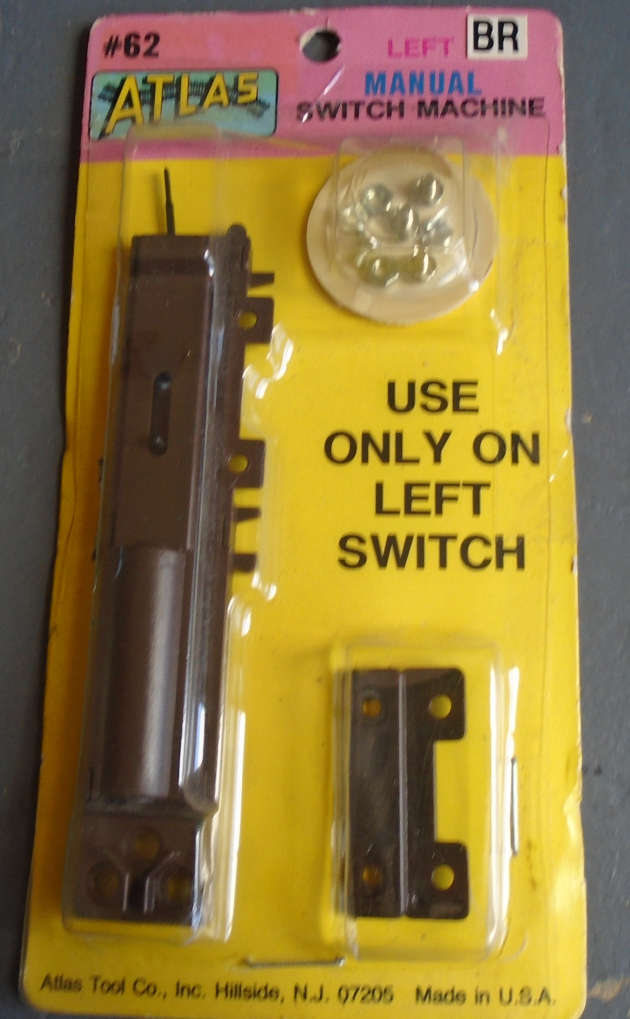 #62
LEFT BR
ATLAS
MANUAL
SWITCH MACHINE
USE
ONLY ON
LEFT
SWITCH
Atlas Tool Co., Inc. Hillside, N.J. 07205 Made in U.S.A.